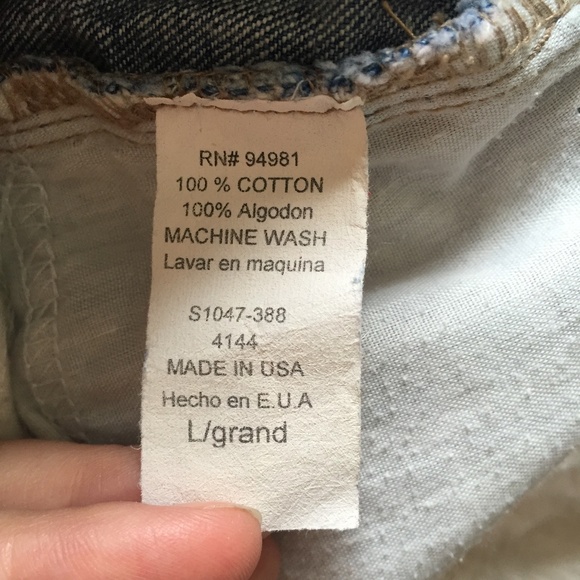 RN# 94981
100 % COTTON
100% Algodon
MACHINE WASH
Lavar en maquina
S1047-388
4144
MADE IN USA
Hecho en E.U.A
L/grand